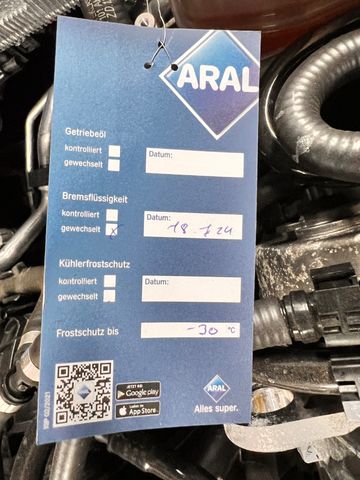 ARAL
Getriebeöl
kontrolliert
Datum:
gewechselt
Bremsflüssigkeit
kontrolliert
Datum:
gewechselt x 18.7.24
Kühlerfrostschutz
kontrolliert
Datum:
gewechselt
Frostschutz bis -30 °C
JETZT BEI
Google play
App Store
ARAL
Alles super.